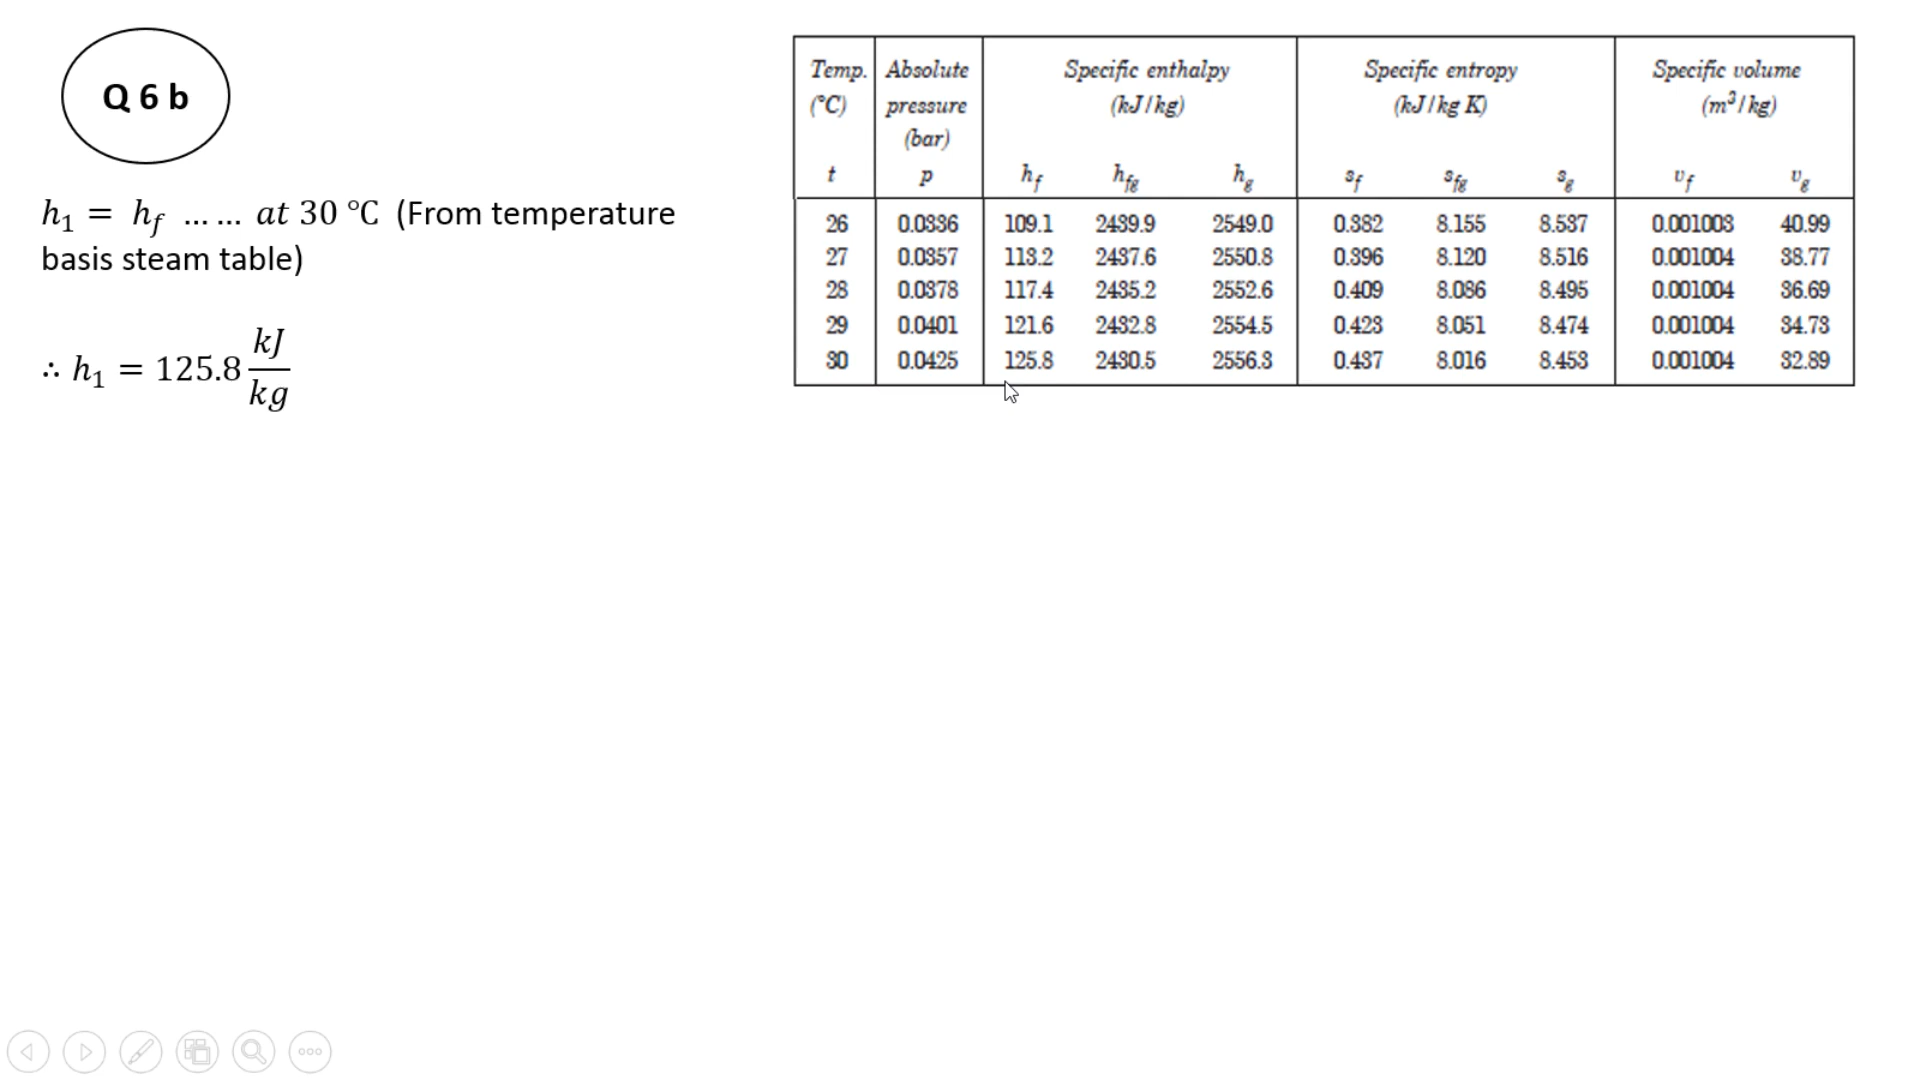 Q 6 b
h₁ = h_f …… at 30 °C (From temperature
basis steam table)
∴ h₁ = 125.8 kJ/kg
Temp. Absolute Specific enthalpy Specific entropy Specific volume
(°C) pressure (kJ/kg) (kJ/kg K) (m³/kg)
(bar)
t p h_f h_fg h_g s_f s_fg s_g v_f v_g
26 0.0336 109.1 2439.9 2549.0 0.382 8.155 8.537 0.001003 40.99
27 0.0357 113.2 2437.6 2550.8 0.396 8.120 8.516 0.001004 38.77
28 0.0378 117.4 2435.2 2552.6 0.409 8.086 8.495 0.001004 36.69
29 0.0401 121.6 2432.8 2554.5 0.423 8.051 8.474 0.001004 34.73
30 0.0425 125.8 2430.5 2556.3 0.437 8.016 8.453 0.001004 32.89